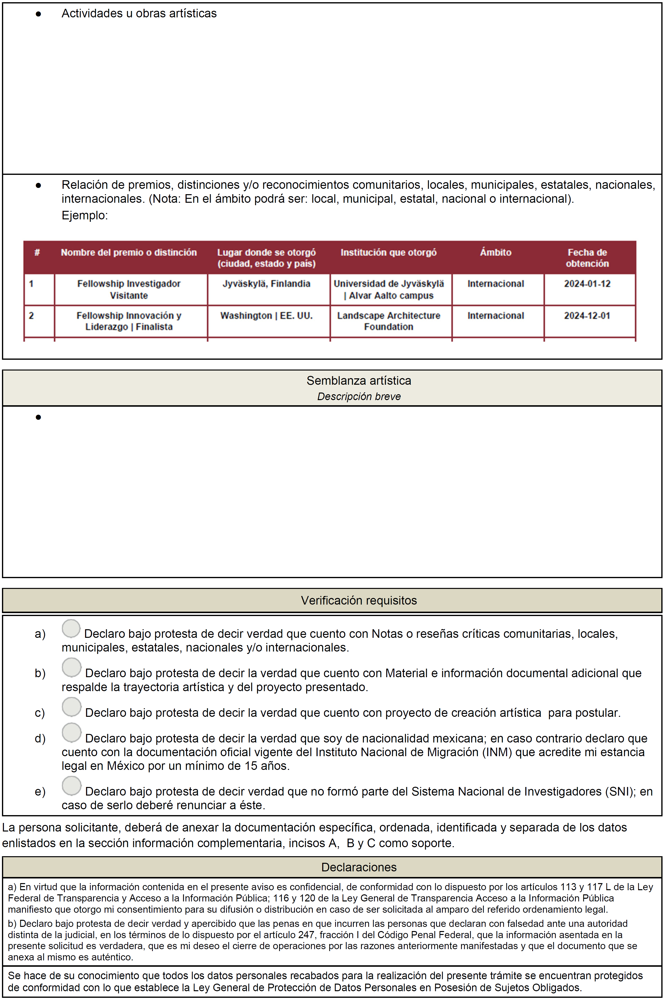 ● Actividades u obras artísticas
● Relación de premios, distinciones y/o reconocimientos comunitarios, locales, municipales, estatales, nacionales,
internacionales. (Nota: En el ámbito podrá ser: local, municipal, estatal, nacional o internacional).
Ejemplo:
# Nombre del premio o distinción Lugar donde se otorgó (ciudad, estado y país) Institución que otorgó Ámbito Fecha de obtención
1 Fellowship Investigador Visitante Jyväskylä, Finlandia Universidad de Jyväskylä | Alvar Aalto campus Internacional 2024-01-12
2 Fellowship Innovación y Liderazgo | Finalista Washington | EE. UU. Landscape Architecture Foundation Internacional 2024-12-01
Semblanza artística
Descripción breve
●
Verificación requisitos
a) Declaro bajo protesta de decir verdad que cuento con Notas o reseñas críticas comunitarias, locales,
municipales, estatales, nacionales y/o internacionales.
b) Declaro bajo protesta de decir la verdad que cuento con Material e información documental adicional que
respalde la trayectoria artística y del proyecto presentado.
c) Declaro bajo protesta de decir la verdad que cuento con proyecto de creación artística  para postular.
d) Declaro bajo protesta de decir la verdad que soy de nacionalidad mexicana; en caso contrario declaro que
cuento con la documentación oficial vigente del Instituto Nacional de Migración (INM) que acredite mi estancia
legal en México por un mínimo de 15 años.
e) Declaro bajo protesta de decir verdad que no formó parte del Sistema Nacional de Investigadores (SNI); en
caso de serlo deberé renunciar a éste.
La persona solicitante, deberá de anexar la documentación específica, ordenada, identificada y separada de los datos
enlistados en la sección información complementaria, incisos A,  B y C como soporte.
Declaraciones
a) En virtud que la información contenida en el presente aviso es confidencial, de conformidad con lo dispuesto por los artículos 113 y 117 L de la Ley
Federal de Transparencia y Acceso a la Información Pública; 116 y 120 de la Ley General de Transparencia Acceso a la Información Pública
manifiesto que otorgo mi consentimiento para su difusión o distribución en caso de ser solicitada al amparo del referido ordenamiento legal.
b) Declaro bajo protesta de decir verdad y apercibido que las penas en que incurren las personas que declaran con falsedad ante una autoridad
distinta de la judicial, en los términos de lo dispuesto por el artículo 247, fracción I del Código Penal Federal, que la información asentada en la
presente solicitud es verdadera, que es mi deseo el cierre de operaciones por las razones anteriormente manifestadas y que el documento que se
anexa al mismo es auténtico.
Se hace de su conocimiento que todos los datos personales recabados para la realización del presente trámite se encuentran protegidos
de conformidad con lo que establece la Ley General de Protección de Datos Personales en Posesión de Sujetos Obligados.